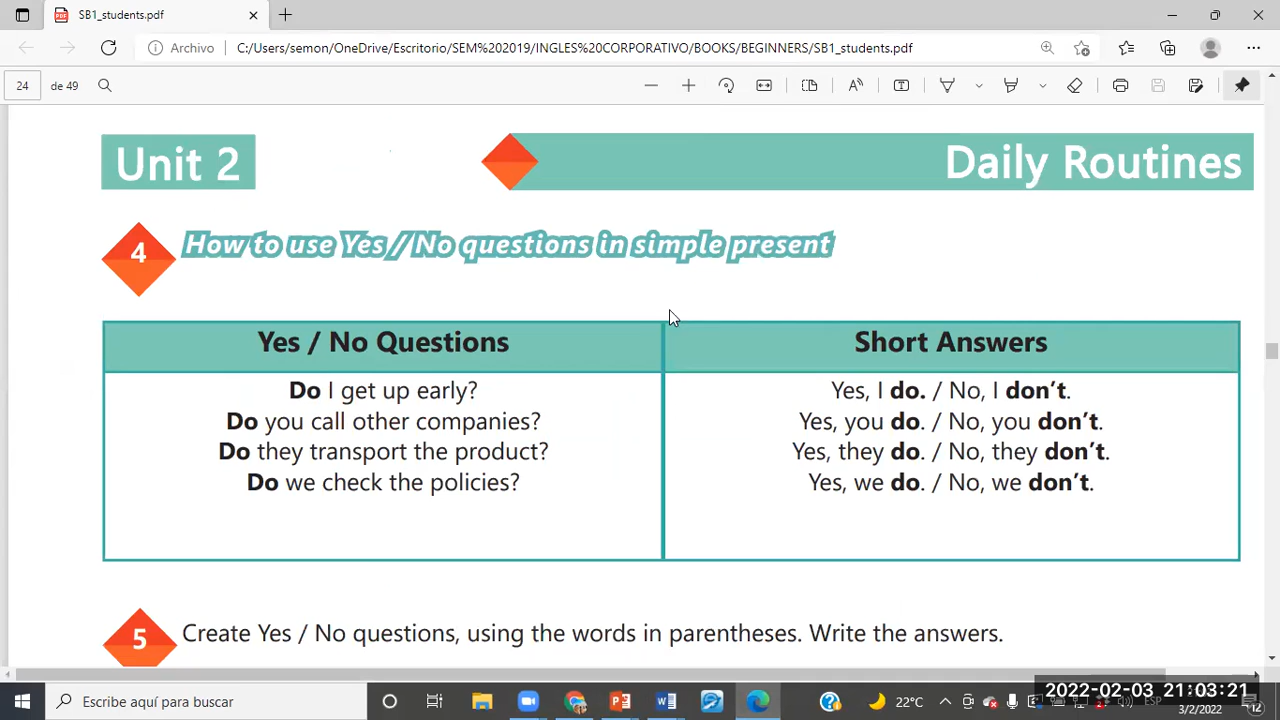 SB1_students.pdf
Archivo
C:/Users/semon/OneDrive/Escritorio/SEM%202019/INGLES%20CORPORATIVO/BOOKS/BEGINNERS/SB1_students.pdf
24 de 49
Unit 2
Daily Routines
4 How to use Yes / No questions in simple present
Yes / No Questions
Short Answers
Do I get up early?
Yes, I do. / No, I don't.
Do you call other companies?
Yes, you do. / No, you don't.
Do they transport the product?
Yes, they do. / No, they don't.
Do we check the policies?
Yes, we do. / No, we don't.
5 Create Yes / No questions, using the words in parentheses. Write the answers.
Escribe aquí para buscar
22°C
ESP
2022-02-03 21:03:21
3/2/2022
12